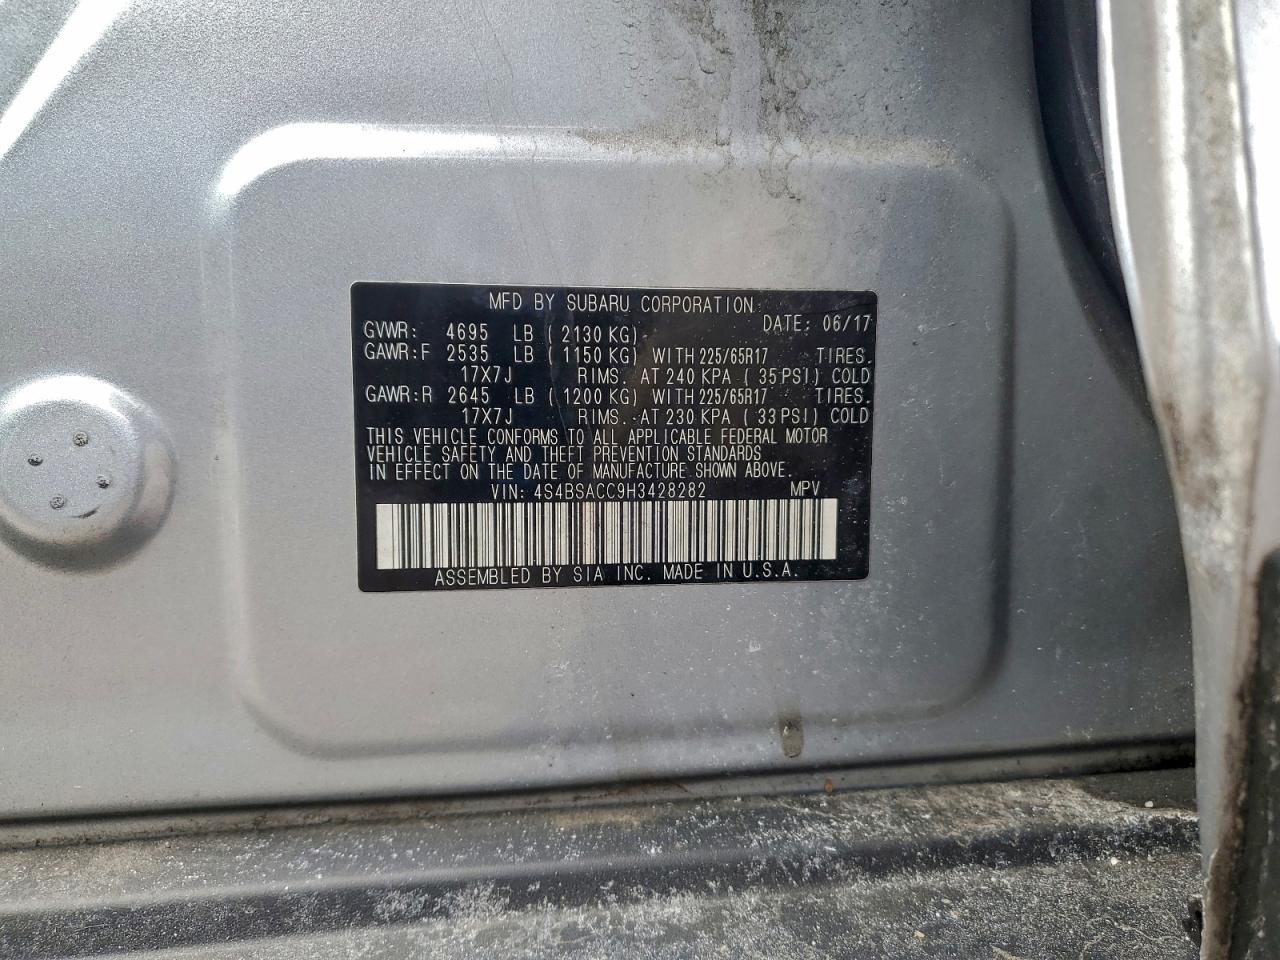 MFD BY SUBARU CORPORATION
DATE: 06/17
GVWR: 4695 LB ( 2130 KG)
GAWR:F 2535 LB ( 1150 KG) WITH 225/65R17 TIRES.
17X7J RIMS. AT 240 KPA ( 35PSI) COLD
GAWR:R 2645 LB ( 1200 KG) WITH 225/65R17 TIRES.
17X7J RIMS. AT 230 KPA ( 33 PSI) COLD
THIS VEHICLE CONFORMS TO ALL APPLICABLE FEDERAL MOTOR
VEHICLE SAFETY AND THEFT PREVENTION STANDARDS
IN EFFECT ON THE DATE OF MANUFACTURE SHOWN ABOVE.
VIN: 4S4BSACC9H3428282 MPV
ASSEMBLED BY SIA INC. MADE IN U.S.A.